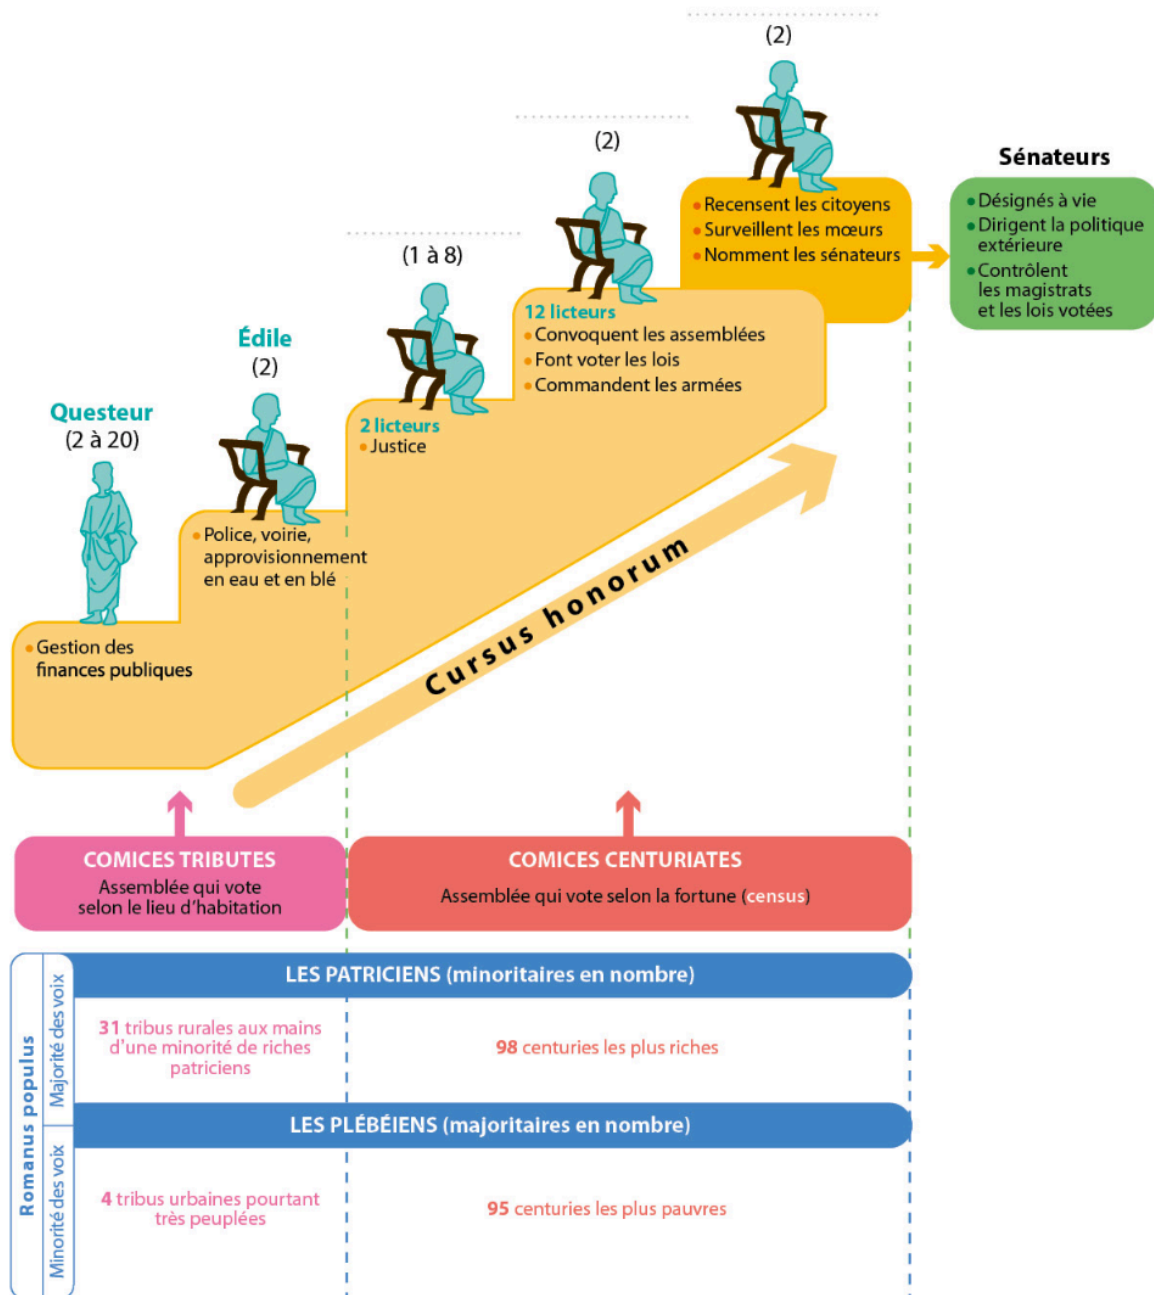 (2)
(2)
Sénateurs
• Recensent les citoyens
• Surveillent les mœurs
• Nomment les sénateurs
• Désignés à vie
• Dirigent la politique
extérieure
• Contrôlent
les magistrats
et les lois votées
(1 à 8)
12 licteurs
• Convoquent les assemblées
• Font voter les lois
• Commandent les armées
Édile
(2)
Questeur
(2 à 20)
2 licteurs
• Justice
• Police, voirie,
approvisionnement
en eau et en blé
• Gestion des
finances publiques
Cursus honorum
COMICES TRIBUTES
Assemblée qui vote
selon le lieu d’habitation
COMICES CENTURIATES
Assemblée qui vote selon la fortune (census)
Romanus populus
Majorité des voix
LES PATRICIENS (minoritaires en nombre)
31 tribus rurales aux mains
d’une minorité de riches
patriciens
98 centuries les plus riches
Minorité des voix
LES PLÉBÉIENS (majoritaires en nombre)
4 tribus urbaines pourtant
très peuplées
95 centuries les plus pauvres